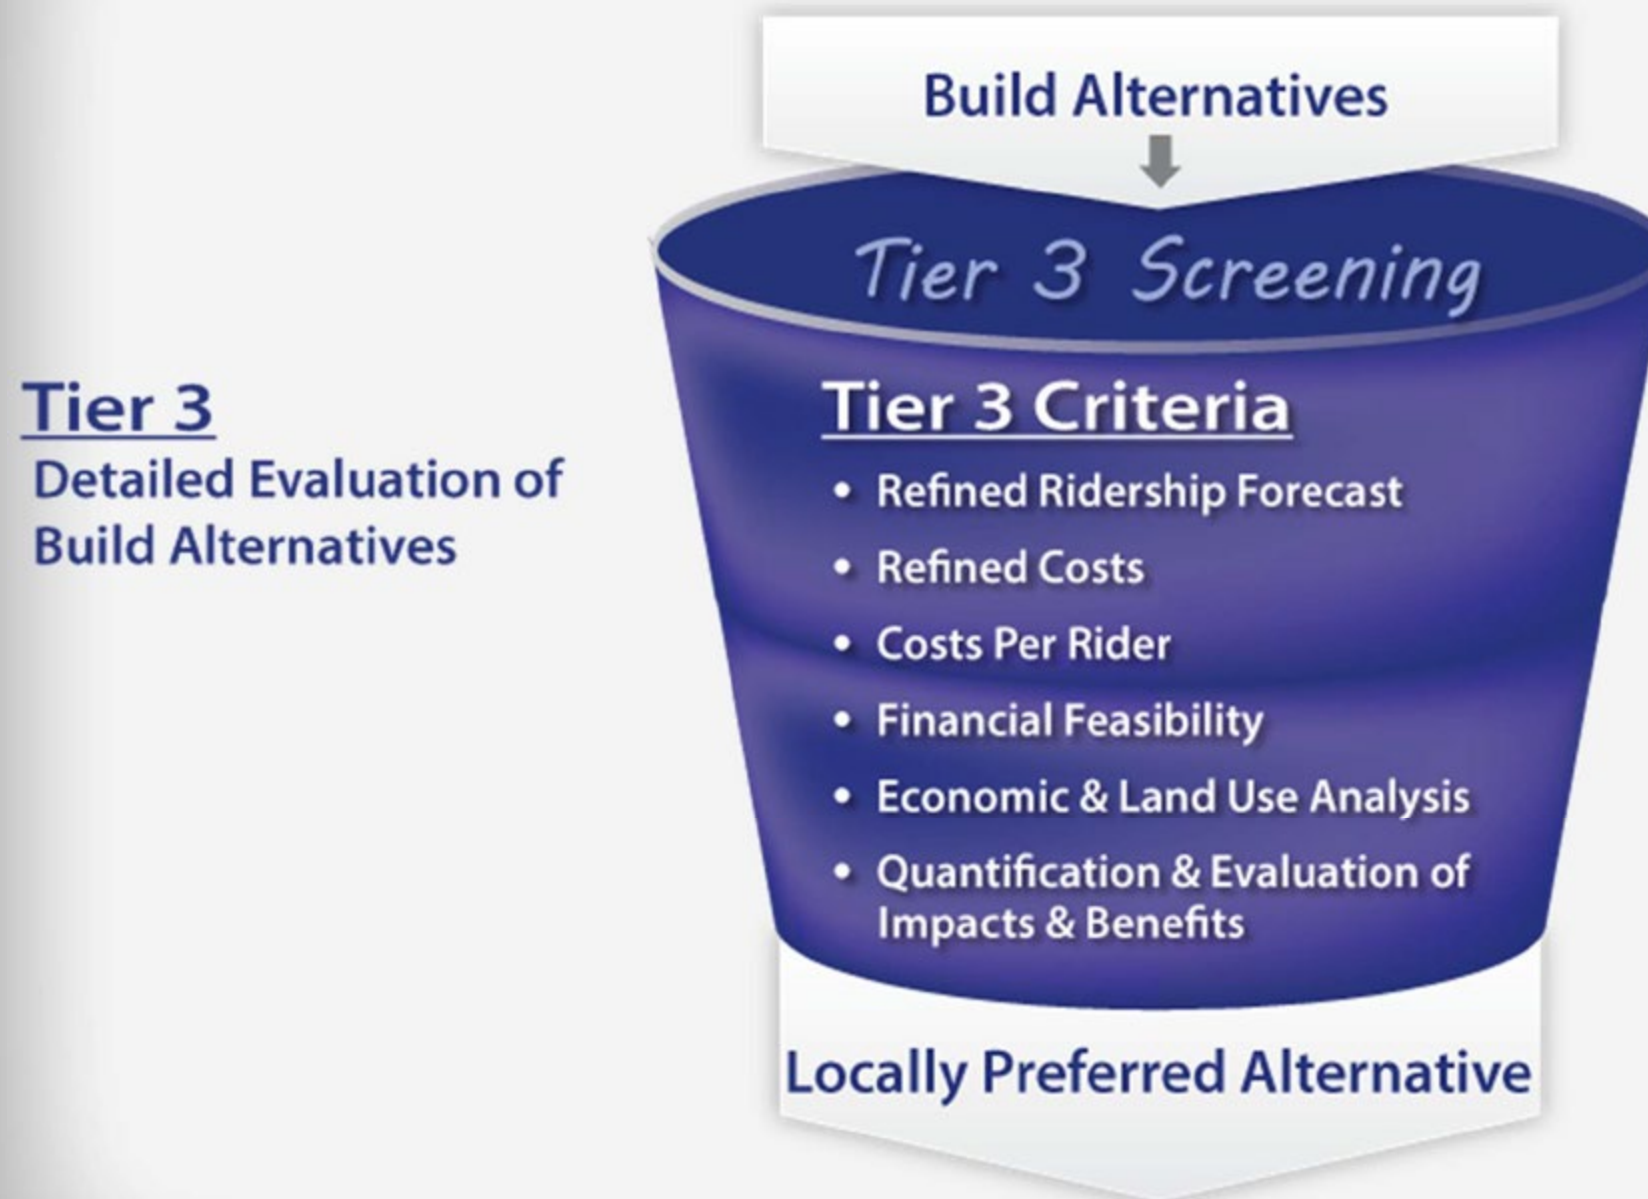 Build Alternatives
Tier 3 Screening
Tier 3
Detailed Evaluation of
Build Alternatives
Tier 3 Criteria
• Refined Ridership Forecast
• Refined Costs
• Costs Per Rider
• Financial Feasibility
• Economic & Land Use Analysis
• Quantification & Evaluation of
Impacts & Benefits
Locally Preferred Alternative